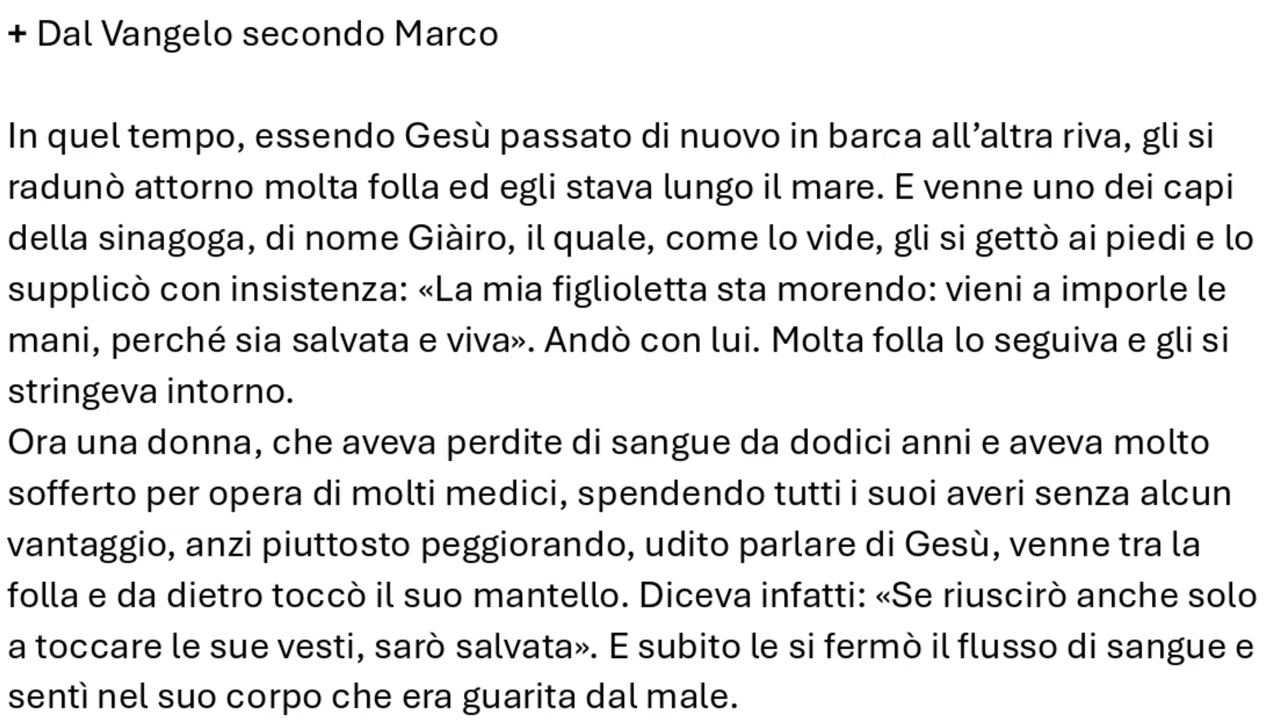 + Dal Vangelo secondo Marco
In quel tempo, essendo Gesù passato di nuovo in barca all’altra riva, gli si
radunò attorno molta folla ed egli stava lungo il mare. E venne uno dei capi
della sinagoga, di nome Giàiro, il quale, come lo vide, gli si gettò ai piedi e lo
supplicò con insistenza: «La mia figlioletta sta morendo: vieni a imporle le
mani, perché sia salvata e viva». Andò con lui. Molta folla lo seguiva e gli si
stringeva intorno.
Ora una donna, che aveva perdite di sangue da dodici anni e aveva molto
sofferto per opera di molti medici, spendendo tutti i suoi averi senza alcun
vantaggio, anzi piuttosto peggiorando, udito parlare di Gesù, venne tra la
folla e da dietro toccò il suo mantello. Diceva infatti: «Se riuscirò anche solo
a toccare le sue vesti, sarò salvata». E subito le si fermò il flusso di sangue e
sentì nel suo corpo che era guarita dal male.